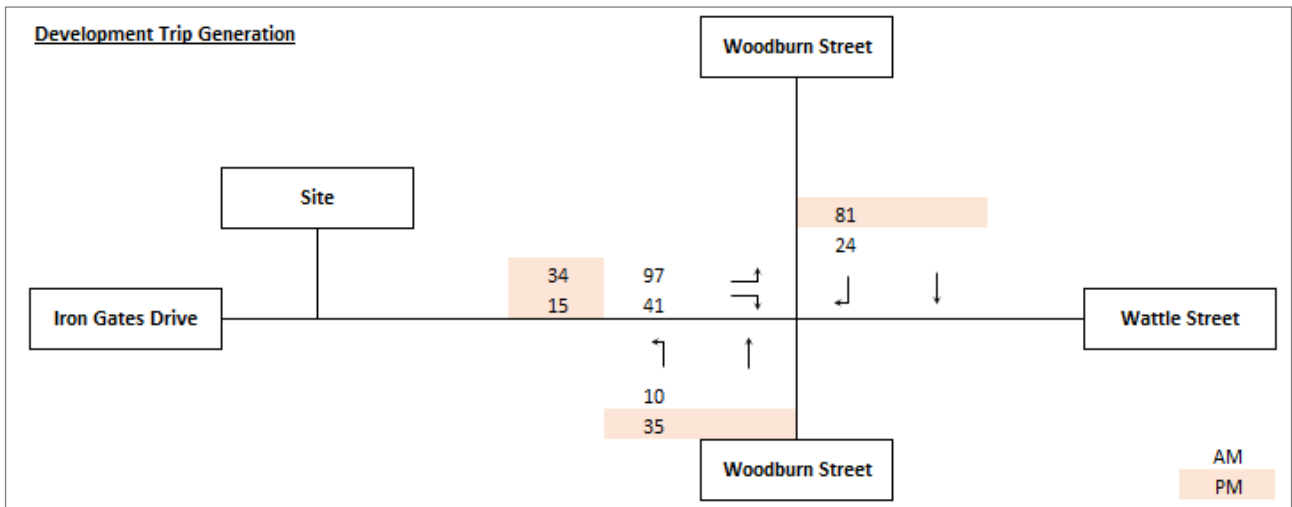 Development Trip Generation
Woodburn Street
Site
81
24
34 97
15 41
Iron Gates Drive
Wattle Street
10
35
Woodburn Street
AM
PM